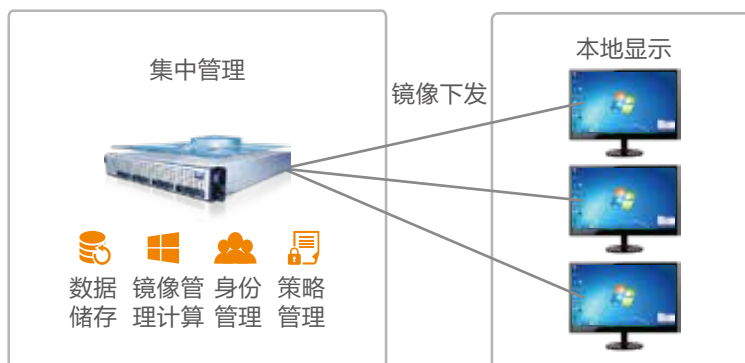 集中管理
镜像下发
本地显示
数据 镜像管 身份 策略
储存 理计算 管理 管理